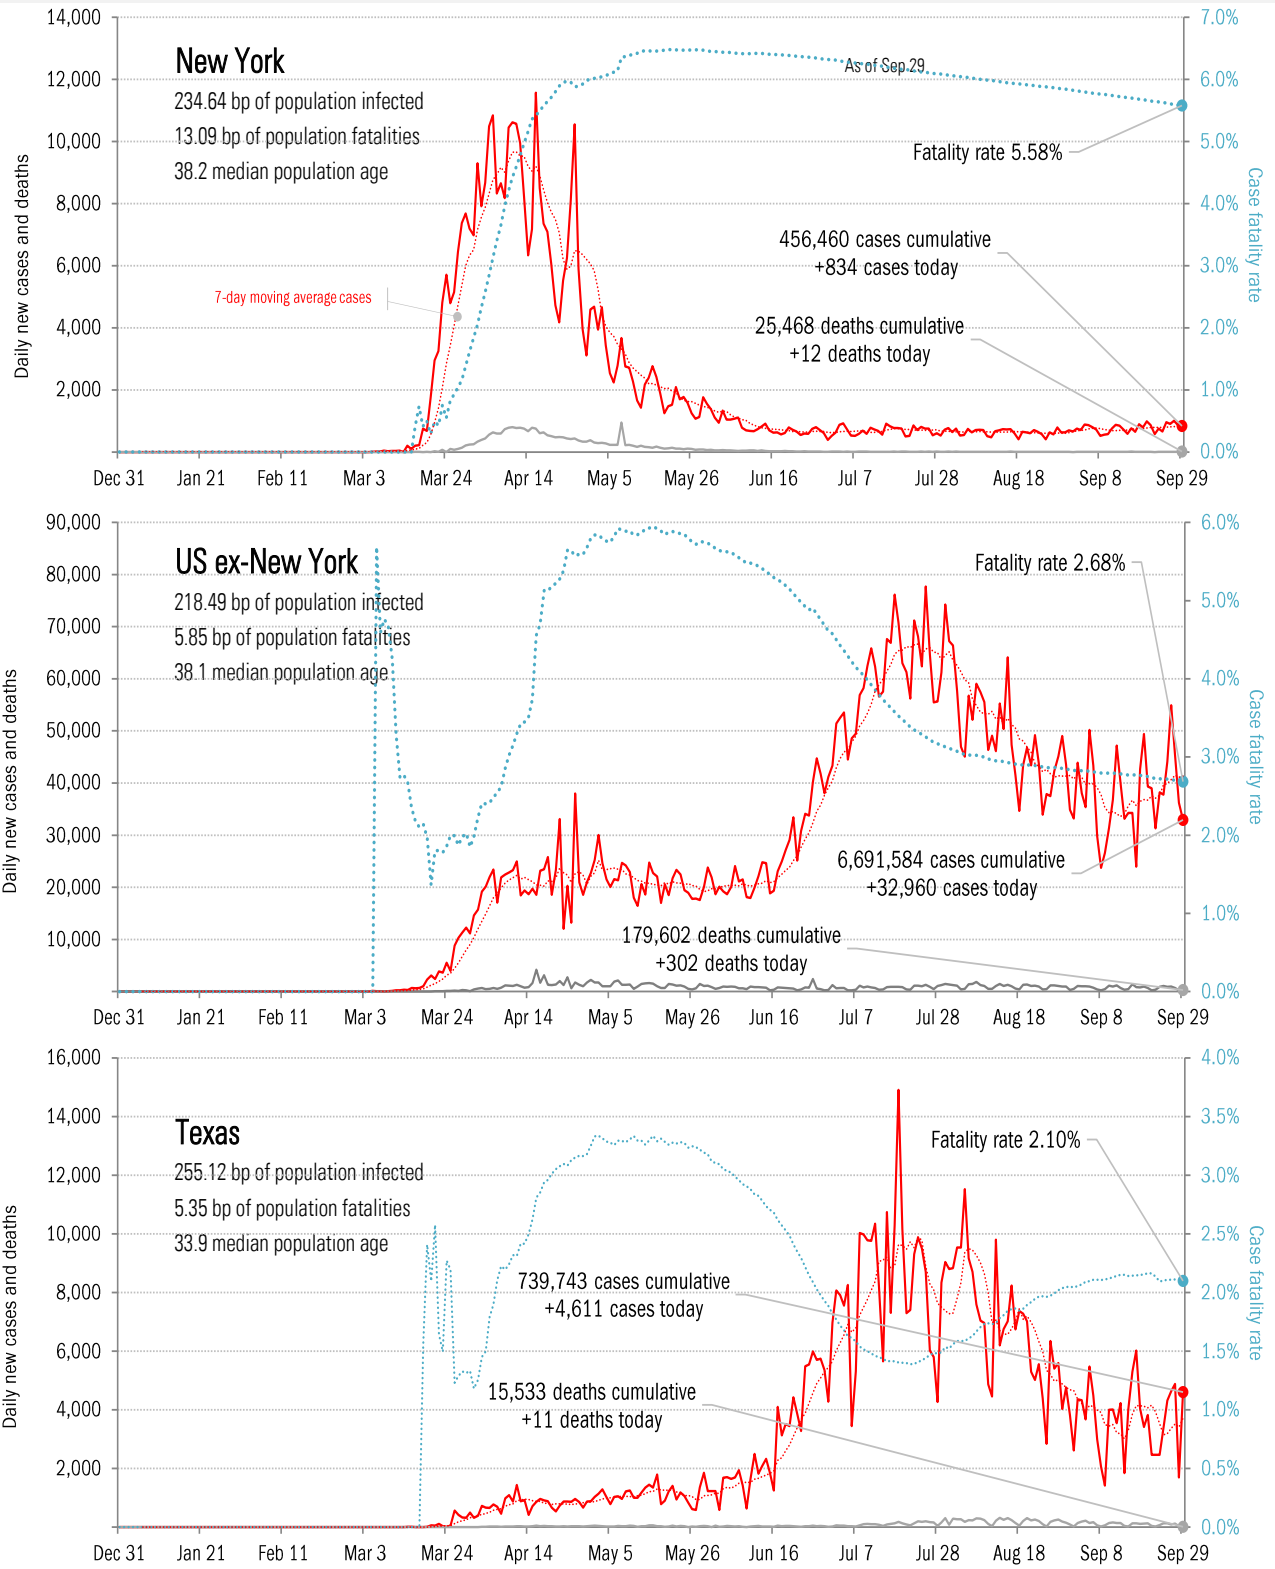 14,000
7.0%
New York
As of Sep 29
12,000
6.0%
234.64 bp of population infected
13.09 bp of population fatalities
38.2 median population age
10,000
5.0%
Fatality rate 5.58%
8,000
4.0%
456,460 cases cumulative
+834 cases today
6,000
3.0%
7-day moving average cases
4,000
2.0%
25,468 deaths cumulative
+12 deaths today
2,000
1.0%
0.0%
Daily new cases and deaths
Case fatality rate
Dec 31 Jan 21 Feb 11 Mar 3 Mar 24 Apr 14 May 5 May 26 Jun 16 Jul 7 Jul 28 Aug 18 Sep 8 Sep 29
90,000
6.0%
US ex-New York
Fatality rate 2.68%
80,000
218.49 bp of population infected
5.0%
70,000
5.85 bp of population fatalities
38.1 median population age
60,000
4.0%
50,000
3.0%
40,000
30,000
2.0%
6,691,584 cases cumulative
+32,960 cases today
20,000
1.0%
10,000
179,602 deaths cumulative
+302 deaths today
0.0%
Daily new cases and deaths
Case fatality rate
Dec 31 Jan 21 Feb 11 Mar 3 Mar 24 Apr 14 May 5 May 26 Jun 16 Jul 7 Jul 28 Aug 18 Sep 8 Sep 29
16,000
4.0%
14,000
3.5%
Texas
Fatality rate 2.10%
12,000
3.0%
255.12 bp of population infected
5.35 bp of population fatalities
33.9 median population age
10,000
2.5%
739,743 cases cumulative
+4,611 cases today
8,000
2.0%
6,000
1.5%
15,533 deaths cumulative
+11 deaths today
4,000
1.0%
2,000
0.5%
0.0%
Daily new cases and deaths
Case fatality rate
Dec 31 Jan 21 Feb 11 Mar 3 Mar 24 Apr 14 May 5 May 26 Jun 16 Jul 7 Jul 28 Aug 18 Sep 8 Sep 29